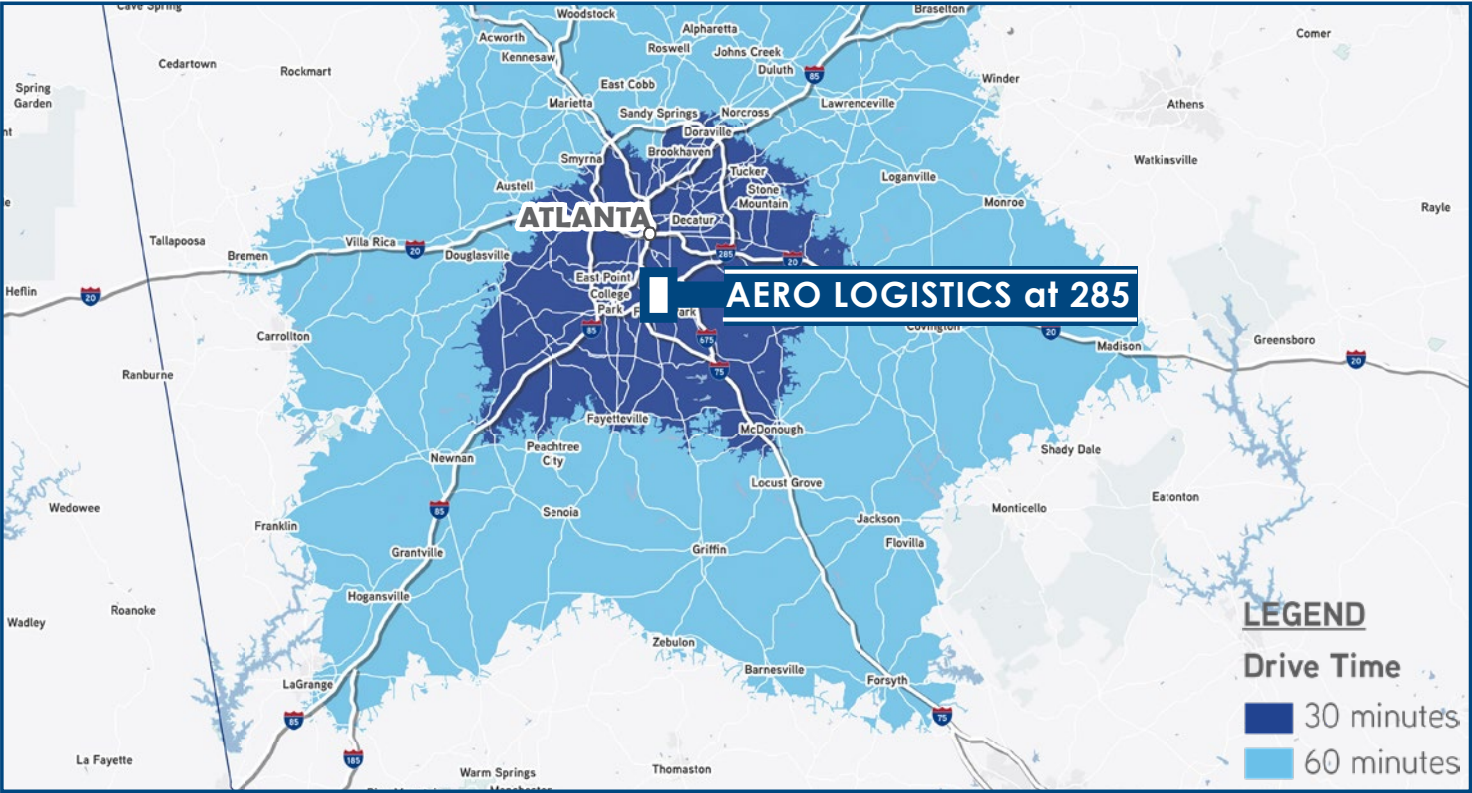 Cave Spring
Woodstock
Braselton
Acworth
Alpharetta
Roswell
Johns Creek
Comer
Cedartown
Rockmart
Kennesaw
Duluth
85
Winder
Spring
Garden
East Cobb
Marietta
Lawrenceville
Athens
Sandy Springs
Norcross
Doraville
Smyrna
Brookhaven
Watkinsville
Austell
Tucker
Stone
Mountain
Loganville
Monroe
Rayle
ATLANTA
Decatur
Tallapoosa
Villa Rica
20
Douglasville
Bremen
285
20
East Point
College
Park
Heflin
20
AERO LOGISTICS at 285
85
675
Covington
20
Madison
Greensboro
20
Carrollton
75
Ranburne
Fayetteville
McDonough
Peachtree
City
Newnan
Shady Dale
Locust Grove
Wedowee
85
Senoia
Franklin
Jackson
Flovilla
Monticello
Eatonton
Grantville
Griffin
Hogansville
Roanoke
Wadley
Zebulon
Barnesville
Forsyth
LaGrange
85
75
185
La Fayette
Warm Springs
Thomaston
Manchester
LEGEND
Drive Time
30 minutes
60 minutes